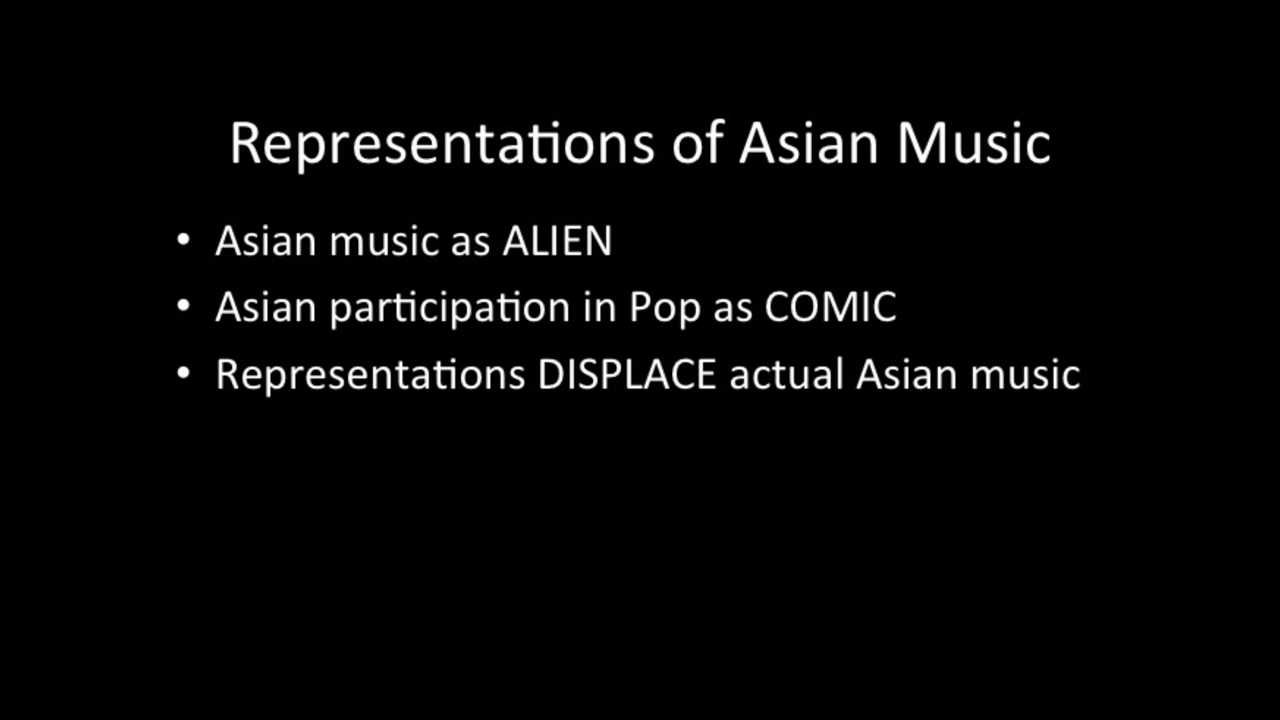 Representations of Asian Music
• Asian music as ALIEN
• Asian participation in Pop as COMIC
• Representations DISPLACE actual Asian music